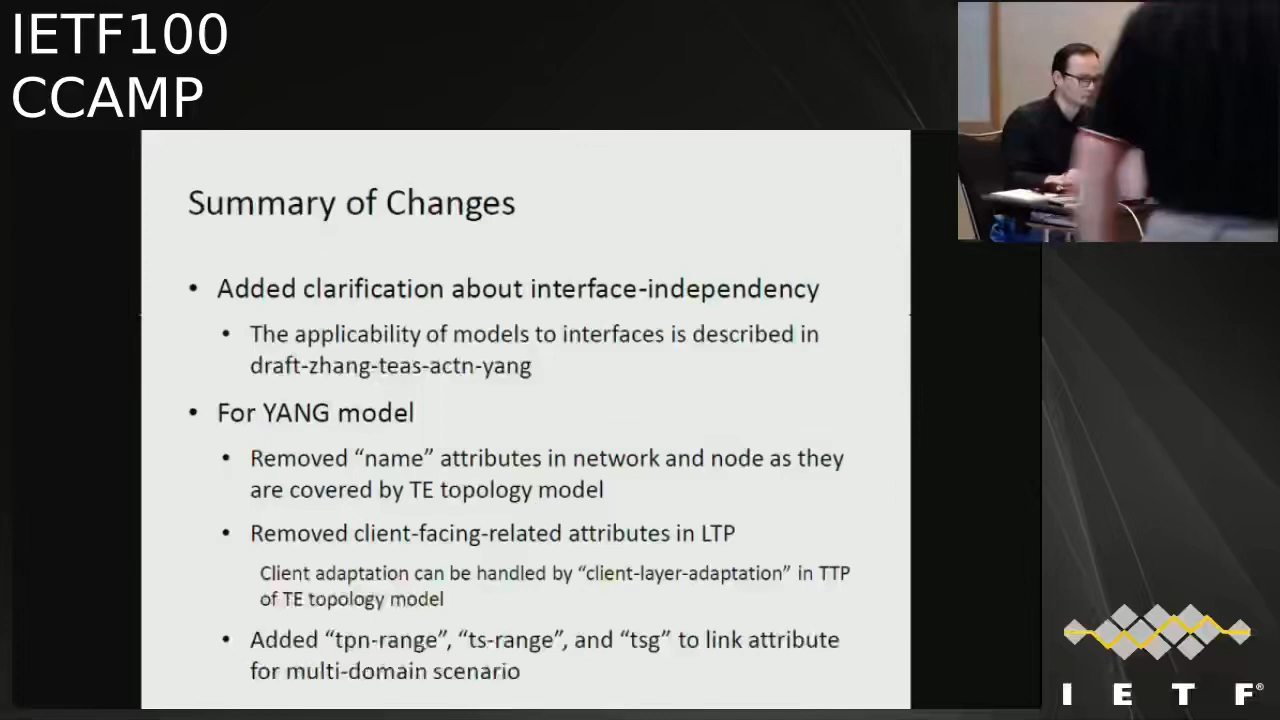 IETF100
CCAMP
Summary of Changes
• Added clarification about interface-independency
• The applicability of models to interfaces is described in
draft-zhang-teas-actn-yang
• For YANG model
• Removed “name” attributes in network and node as they
are covered by TE topology model
• Removed client-facing-related attributes in LTP
Client adaptation can be handled by “client-layer-adaptation” in TTP
of TE topology model
• Added “tpn-range”, “ts-range”, and “tsg” to link attribute
for multi-domain scenario
I E T F®